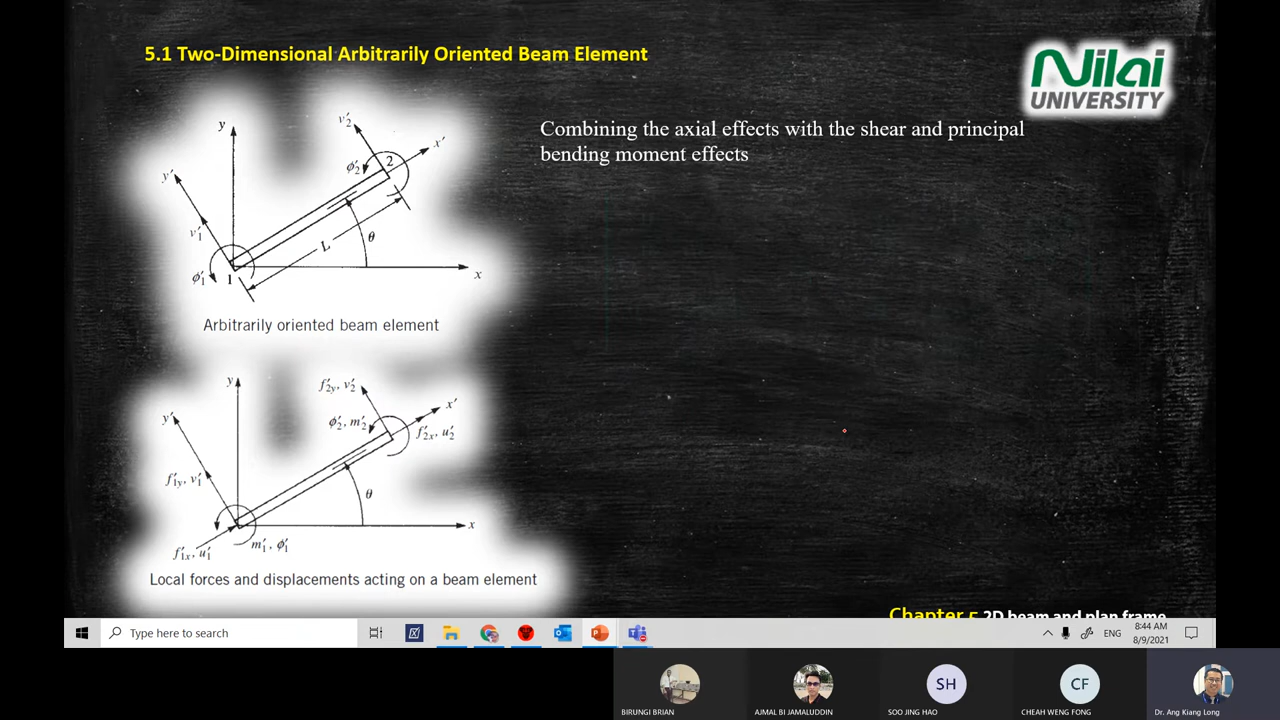 5.1 Two-Dimensional Arbitrarily Oriented Beam Element
Nilai
UNIVERSITY
Combining the axial effects with the shear and principal
bending moment effects
y
v′2
x′
ϕ′2
2
y′
v′1
L
θ
ϕ′1
1
x
Arbitrarily oriented beam element
y
f′2y, v′2
x′
y′
ϕ′2, m′2
f′2x, u′2
f′1y, v′1
θ
x
m′1, ϕ′1
f′1x, u′1
Local forces and displacements acting on a beam element
Chapter 5 2D beam and plan frame
Type here to search
ENG
8:44 AM
8/9/2021
SH
CF
BIRUNGI BRIAN
AJMAL BI JAMALUDDIN
SOO JING HAO
CHEAH WENG FONG
Dr. Ang Kiang Long